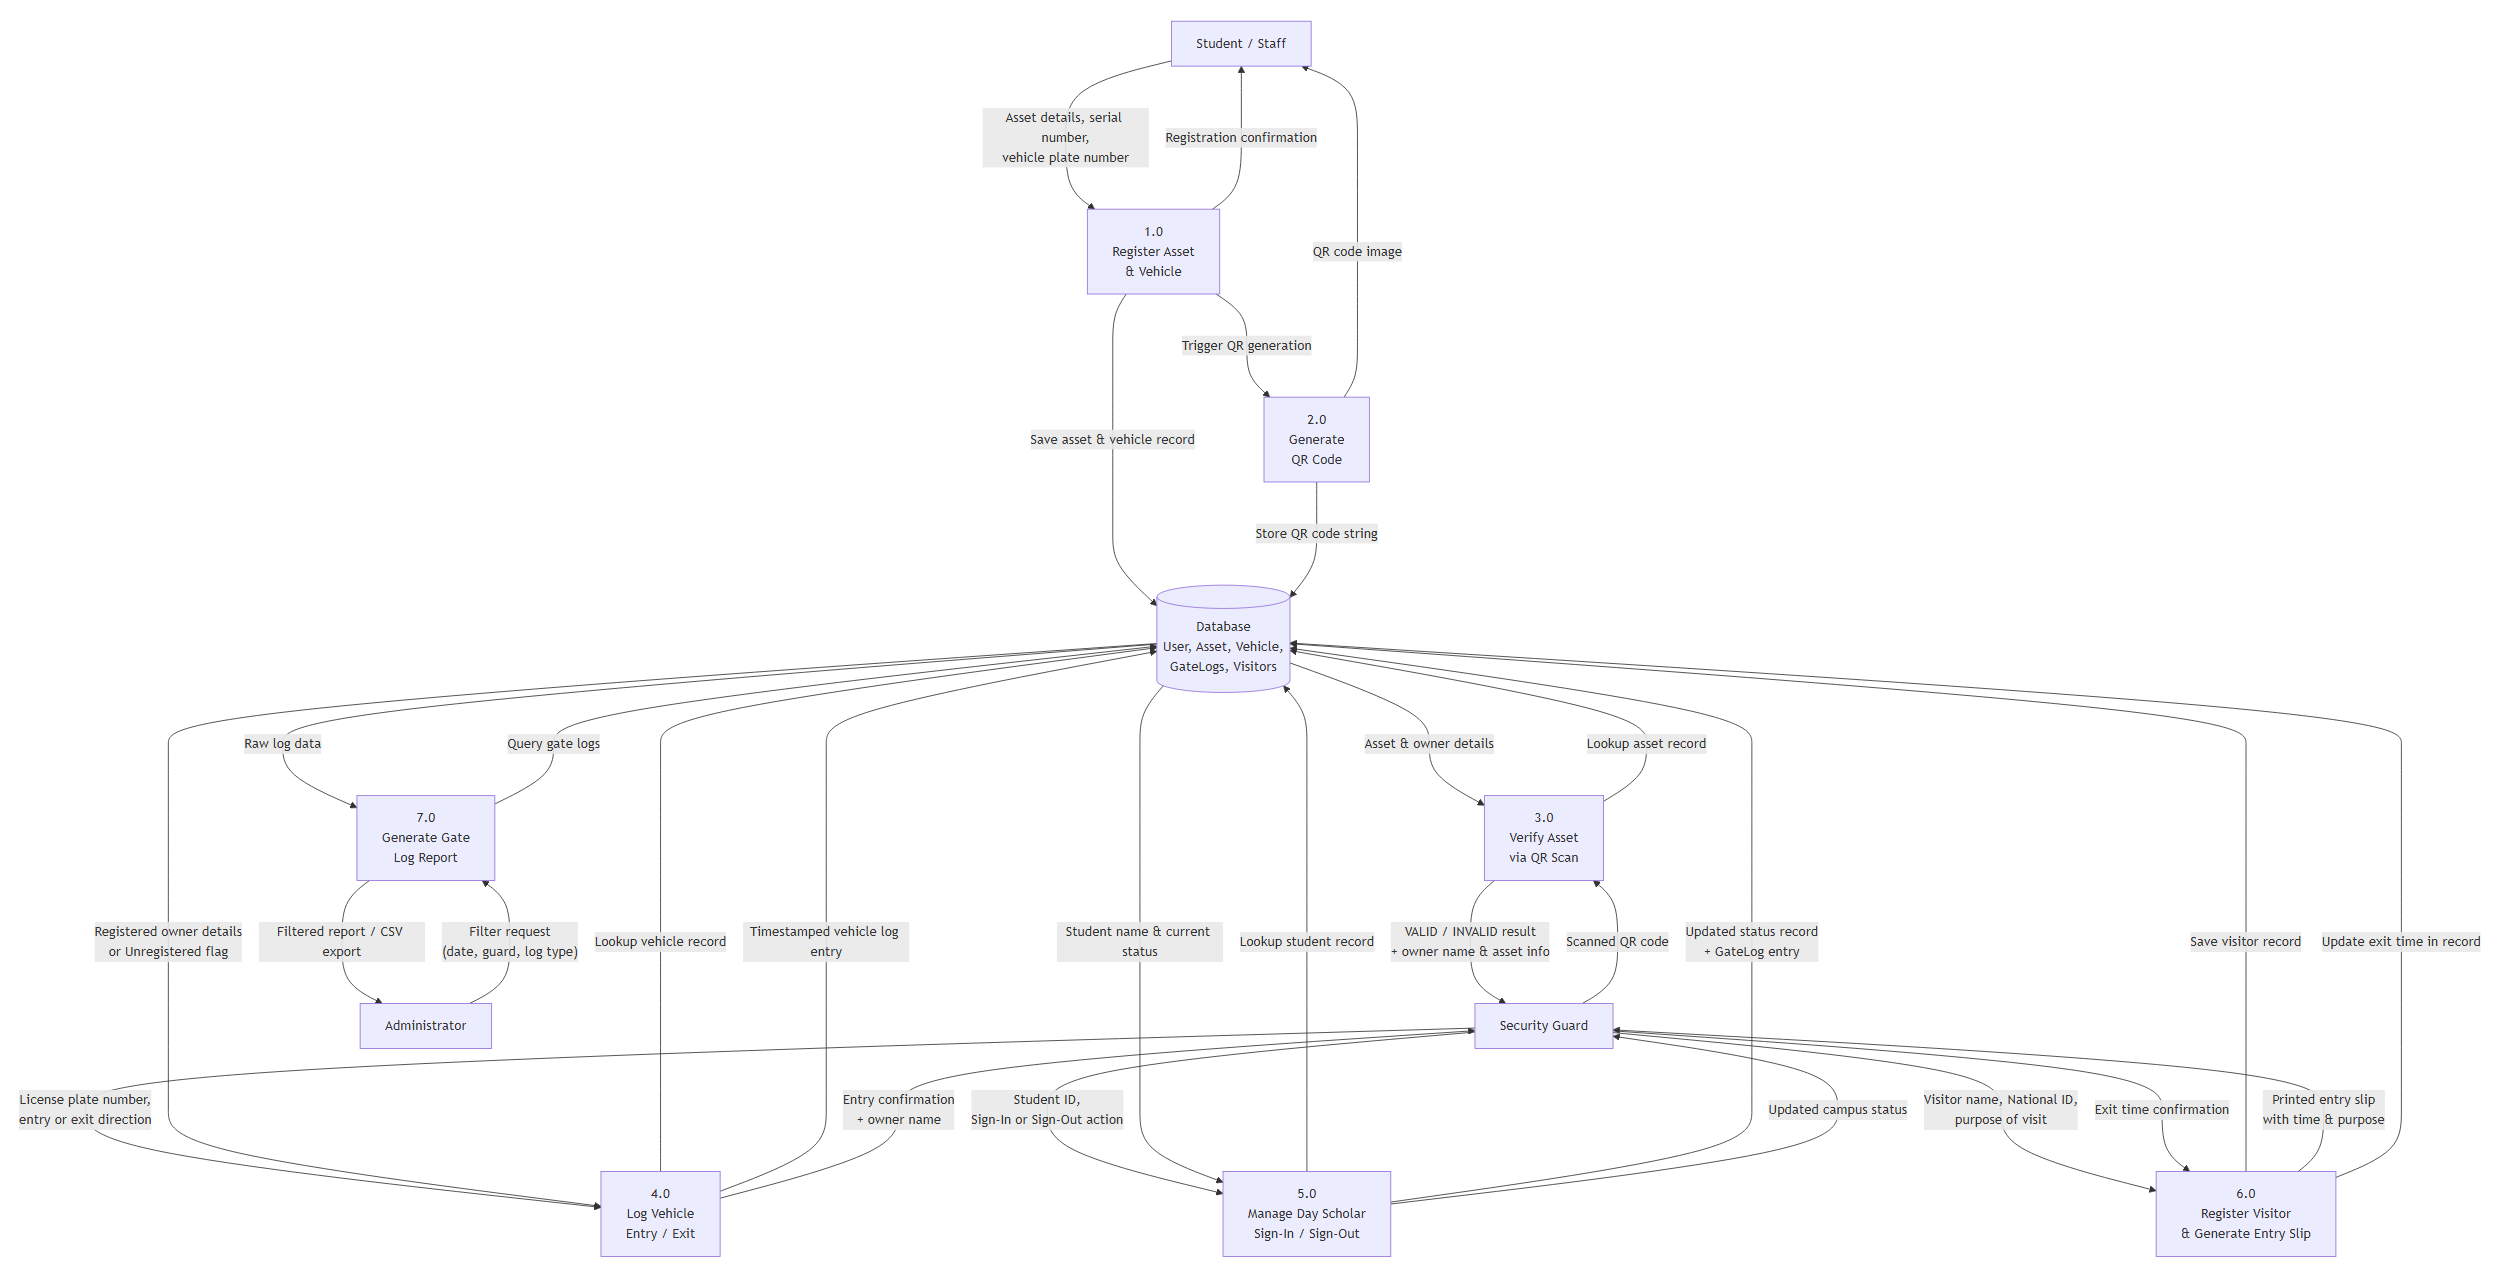 Student / Staff
Asset details, serial
number,
vehicle plate number
Registration confirmation
1.0
Register Asset
& Vehicle
QR code image
Trigger QR generation
Save asset & vehicle record
2.0
Generate
QR Code
Store QR code string
Database
User, Asset, Vehicle,
GateLogs, Visitors
Raw log data
Query gate logs
Asset & owner details
Lookup asset record
7.0
Generate Gate
Log Report
3.0
Verify Asset
via QR Scan
Registered owner details
or Unregistered flag
Filtered report / CSV
export
Filter request
(date, guard, log type)
Lookup vehicle record
Timestamped vehicle log
entry
Student name & current
status
Lookup student record
VALID / INVALID result
+ owner name & asset info
Scanned QR code
Updated status record
+ GateLog entry
Save visitor record
Update exit time in record
Administrator
Security Guard
License plate number,
entry or exit direction
Entry confirmation
+ owner name
Student ID,
Sign-In or Sign-Out action
Updated campus status
Visitor name, National ID,
purpose of visit
Exit time confirmation
Printed entry slip
with time & purpose
4.0
Log Vehicle
Entry / Exit
5.0
Manage Day Scholar
Sign-In / Sign-Out
6.0
Register Visitor
& Generate Entry Slip